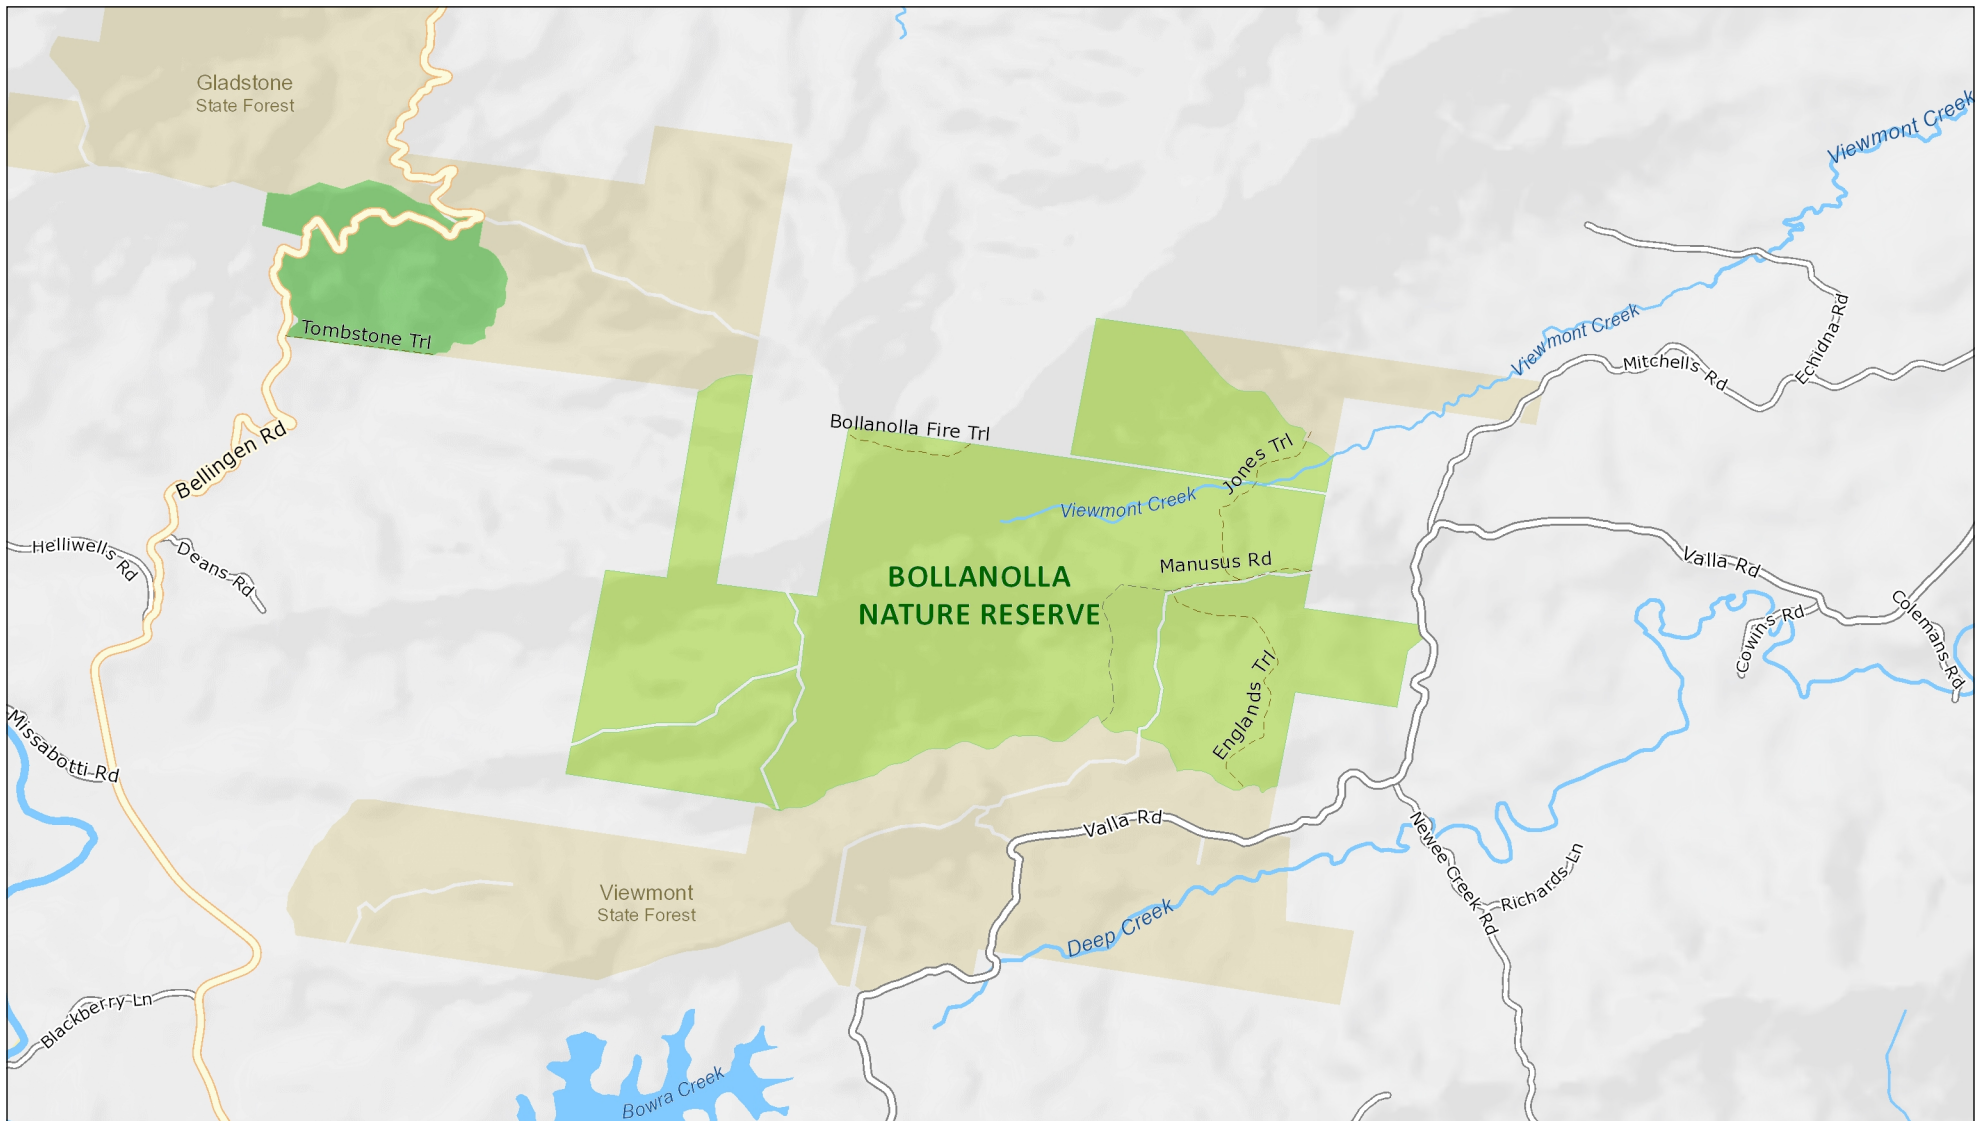 Gladstone
State Forest
Viewmont Creek
Tombstone Trl
Viewmont Creek
Echidna Rd
Mitchells Rd
Bollanolla Fire Trl
Bellingen Rd
Jones Trl
Viewmont Creek
Helliwells Rd
Deans Rd
Manusus Rd
Valla Rd
BOLLANOLLA
NATURE RESERVE
Cowins Rd
Colemans Rd
Englands Trl
Missabotti Rd
Valla Rd
Newee Creek Rd
Richards Ln
Viewmont
State Forest
Deep Creek
Blackberry Ln
Bowra Creek